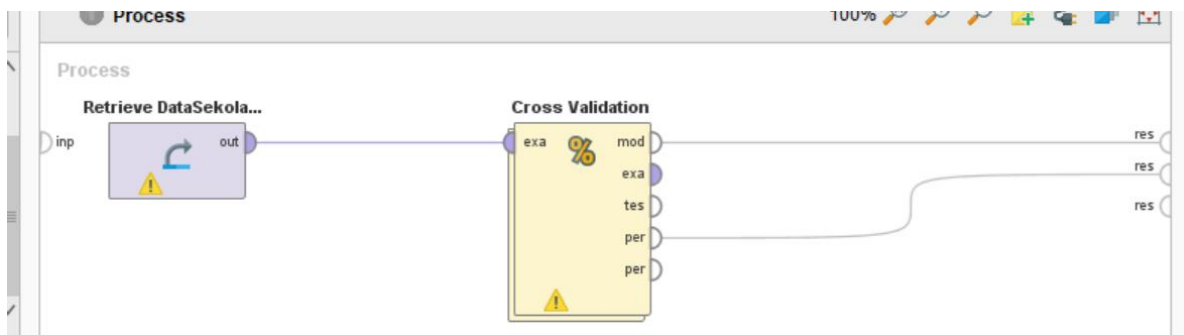 Process
100%
Process
Retrieve DataSekola...
Cross Validation
inp
out
exa
%
mod
exa
tes
per
per
res
res
res